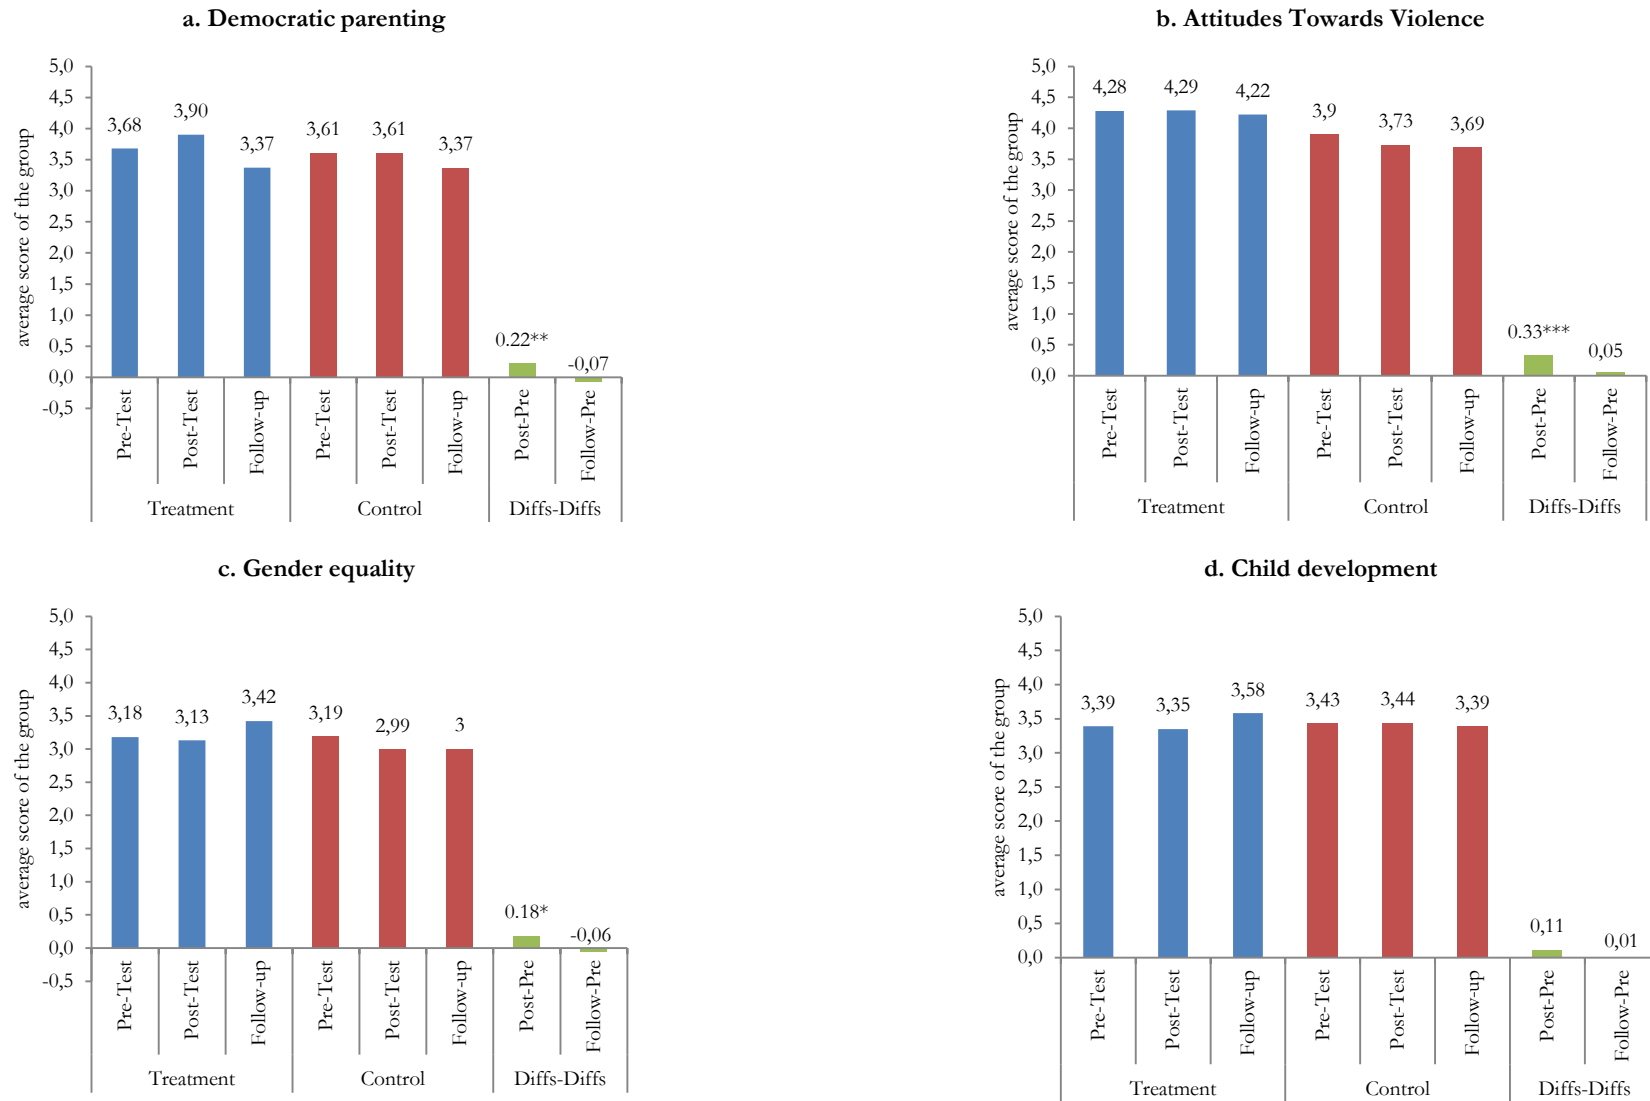 a. Democratic parenting
average score of the group
5,0
4,5
4,0
3,5
3,0
2,5
2,0
1,5
1,0
0,5
0,0
-0,5
3,68
3,90
3,37
3,61
3,61
3,37
0.22**
-0,07
Pre-Test
Post-Test
Follow-up
Pre-Test
Post-Test
Follow-up
Post-Pre
Follow-Pre
Treatment
Control
Diffs-Diffs
b. Attitudes Towards Violence
average score of the group
5,0
4,5
4,0
3,5
3,0
2,5
2,0
1,5
1,0
0,5
0,0
4,28
4,29
4,22
3,9
3,73
3,69
0.33***
0,05
Pre-Test
Post-Test
Follow-up
Pre-Test
Post-Test
Follow-up
Post-Pre
Follow-Pre
Treatment
Control
Diffs-Diffs
c. Gender equality
average score of the group
5,0
4,5
4,0
3,5
3,0
2,5
2,0
1,5
1,0
0,5
0,0
-0,5
3,18
3,13
3,42
3,19
2,99
3
0.18*
-0,06
Pre-Test
Post-Test
Follow-up
Pre-Test
Post-Test
Follow-up
Post-Pre
Follow-Pre
Treatment
Control
Diffs-Diffs
d. Child development
average score of the group
5,0
4,5
4,0
3,5
3,0
2,5
2,0
1,5
1,0
0,5
0,0
3,39
3,35
3,58
3,43
3,44
3,39
0,11
0,01
Pre-Test
Post-Test
Follow-up
Pre-Test
Post-Test
Follow-up
Post-Pre
Follow-Pre
Treatment
Control
Diffs-Diffs